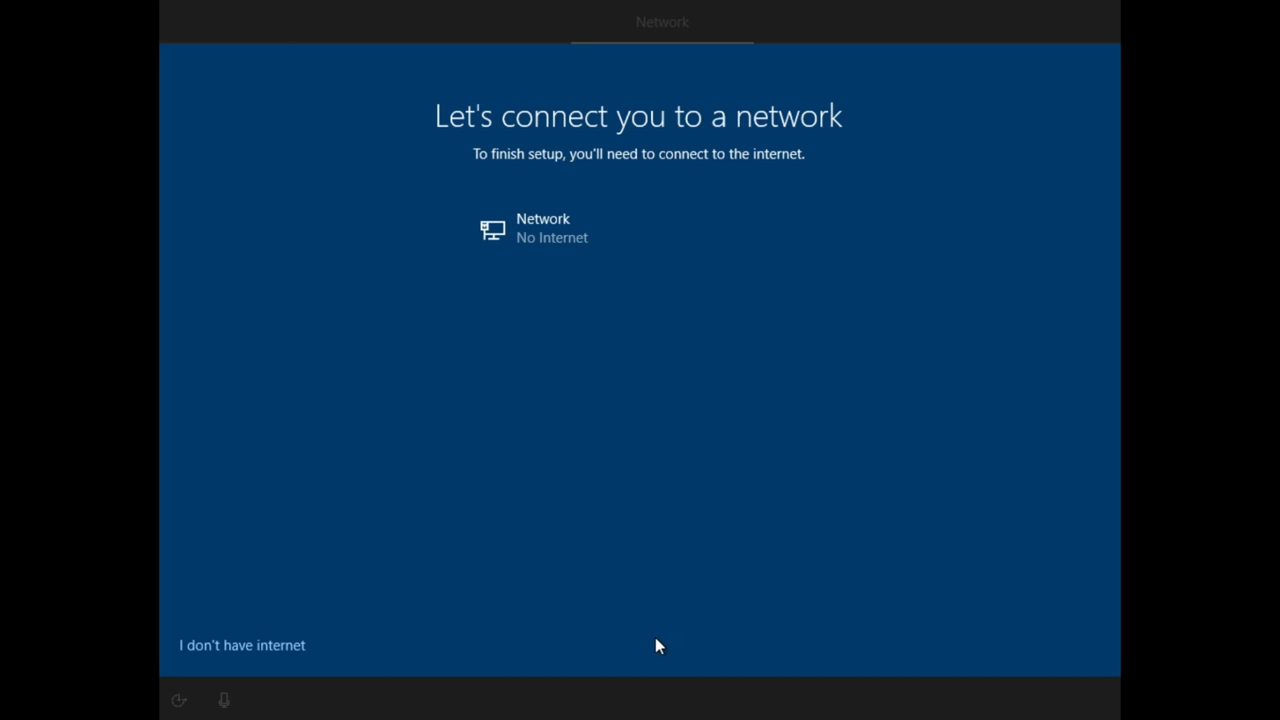 Network
Let's connect you to a network
To finish setup, you'll need to connect to the internet.
Network
No Internet
I don't have internet